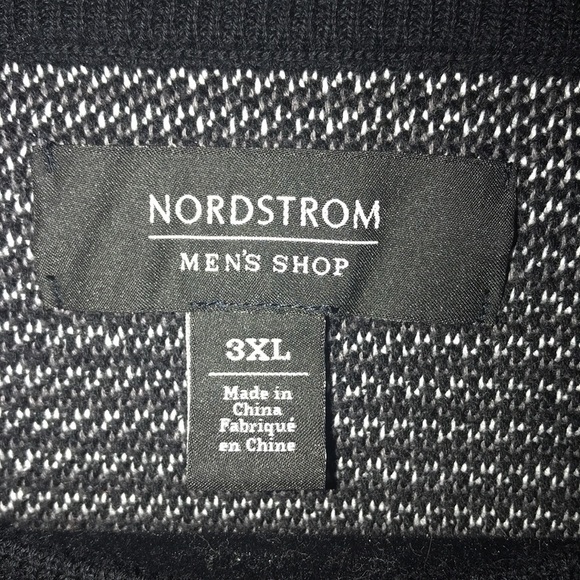 NORDSTROM
MEN'S SHOP
3XL
Made in
China
Fabriqué
en Chine